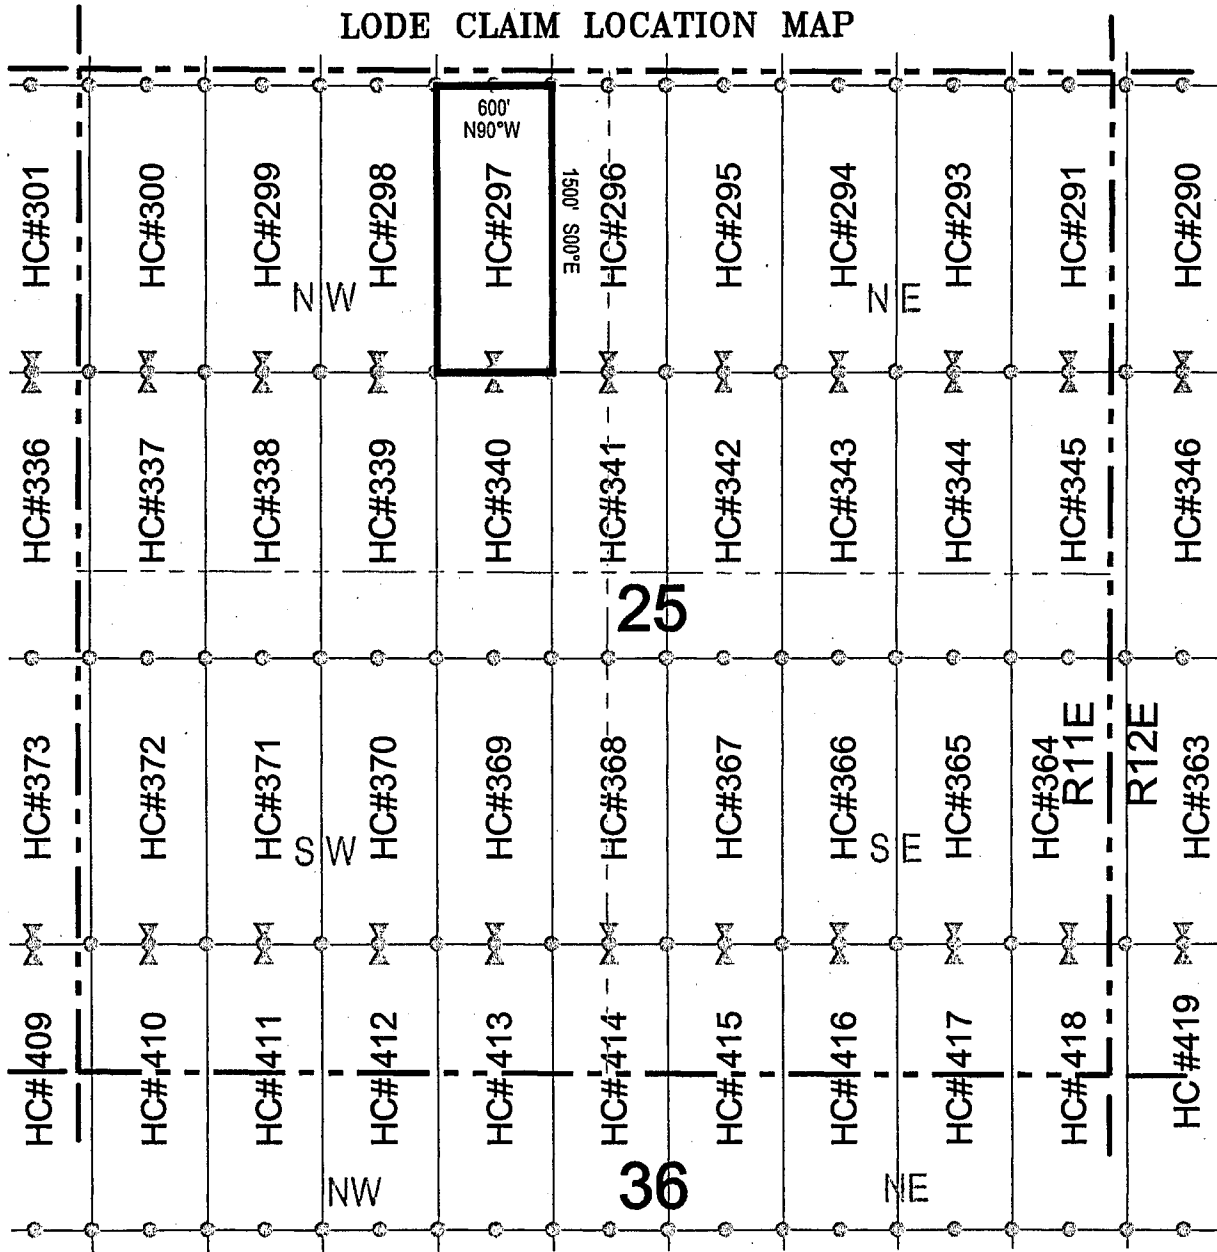 LODE CLAIM LOCATION MAP
600'
N90°W
1500' S00°E
HC#301
HC#300
HC#299
HC#298
HC#297
HC#296
HC#295
HC#294
HC#293
HC#291
HC#290
NW
NE
HC#336
HC#337
HC#338
HC#339
HC#340
HC#341
HC#342
HC#343
HC#344
HC#345
HC#346
25
HC#373
HC#372
HC#371
HC#370
HC#369
HC#368
HC#367
HC#366
HC#365
HC#364
R11E
R12E
HC#363
SW
SE
HC#409
HC#410
HC#411
HC#412
HC#413
HC#414
HC#415
HC#416
HC#417
HC#418
HC#419
NW
36
NE